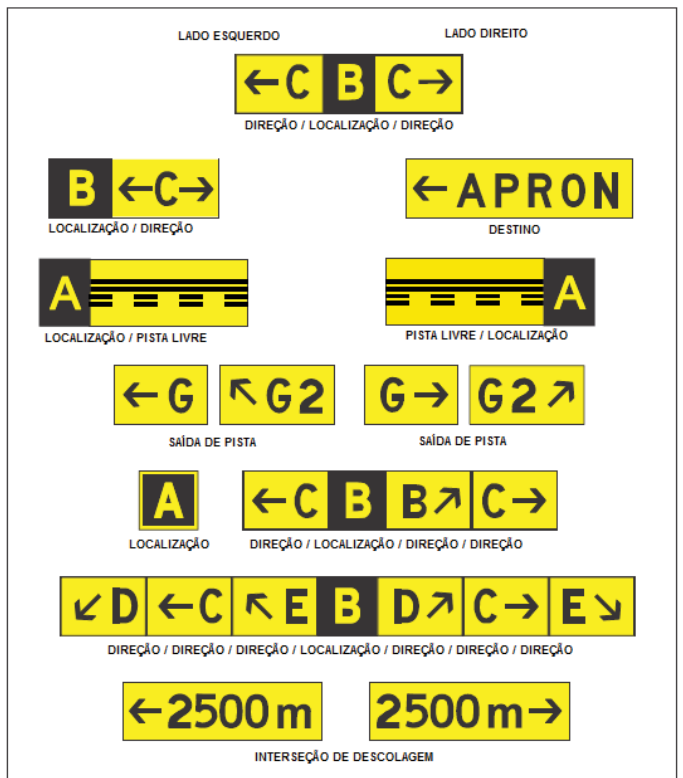 LADO ESQUERDO LADO DIREITO
←C B C→
DIREÇÃO / LOCALIZAÇÃO / DIREÇÃO
B ←C→ ←APRON
LOCALIZAÇÃO / DIREÇÃO DESTINO
A A
LOCALIZAÇÃO / PISTA LIVRE PISTA LIVRE / LOCALIZAÇÃO
←G ↖G2 G→ G2↗
SAÍDA DE PISTA SAÍDA DE PISTA
A ←C B B↗ C→
LOCALIZAÇÃO DIREÇÃO / LOCALIZAÇÃO / DIREÇÃO / DIREÇÃO
↙D ←C ↖E B D↗ C→ E↘
DIREÇÃO / DIREÇÃO / DIREÇÃO / LOCALIZAÇÃO / DIREÇÃO / DIREÇÃO / DIREÇÃO
←2500m 2500m→
INTERSEÇÃO DE DESCOLAGEM